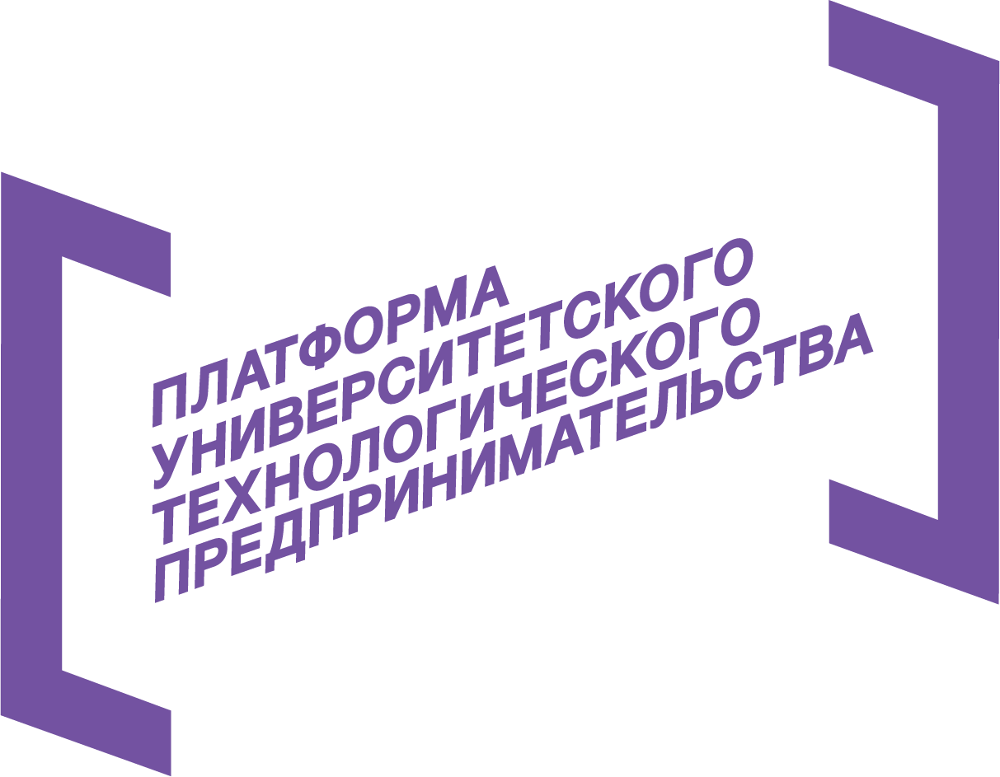 ПЛАТФОРМА
УНИВЕРСИТЕТСКОГО
ТЕХНОЛОГИЧЕСКОГО
ПРЕДПРИНИМАТЕЛЬСТВА